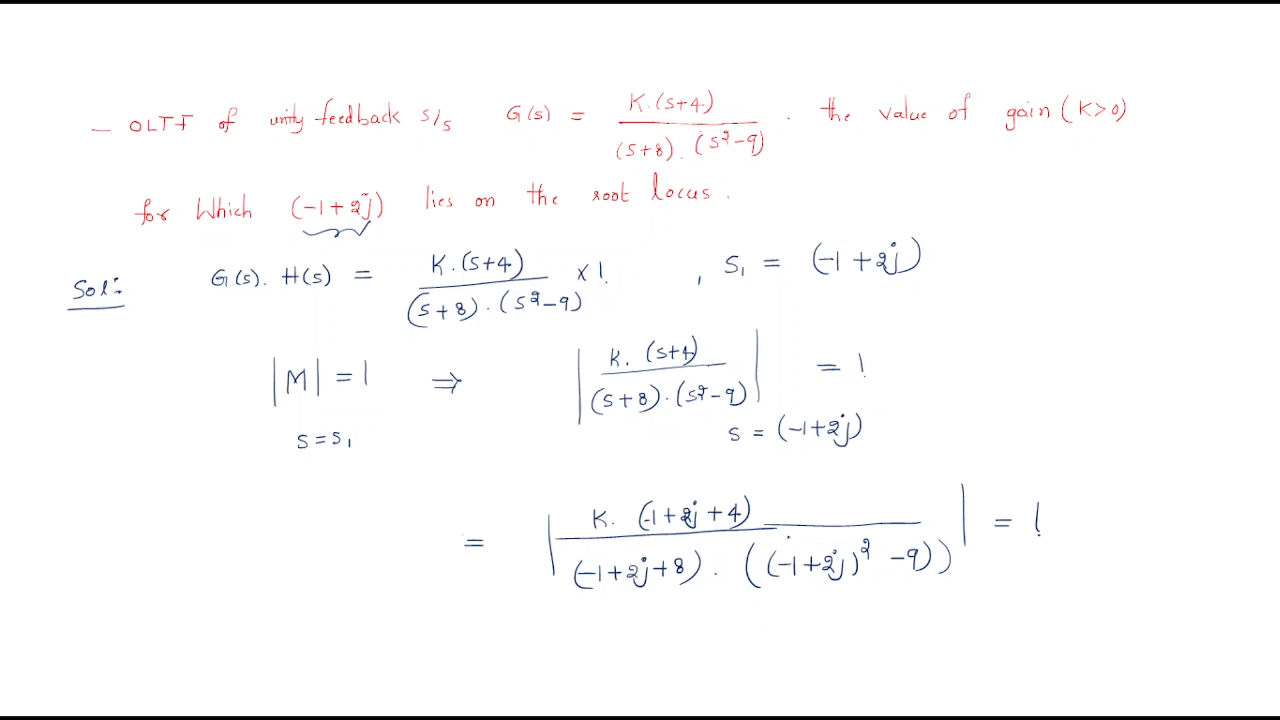 – OLTF of unity feedback s/s G(s) = K.(s+4) / (s+8).(s²-9) . the value of gain (K>0)
for which (-1+2j) lies on the root locus.
Sol:- G(s). H(s) = K.(s+4) / (s+8).(s²-9) x 1 , S₁ = (-1+2j)
|M| = 1 ⇒ | K.(s+4) / (s+8).(s²-9) | = 1
s=s₁ s = (-1+2j)
= | K. (-1+2j+4) / (-1+2j+8) . ((-1+2j)² -9) | = 1